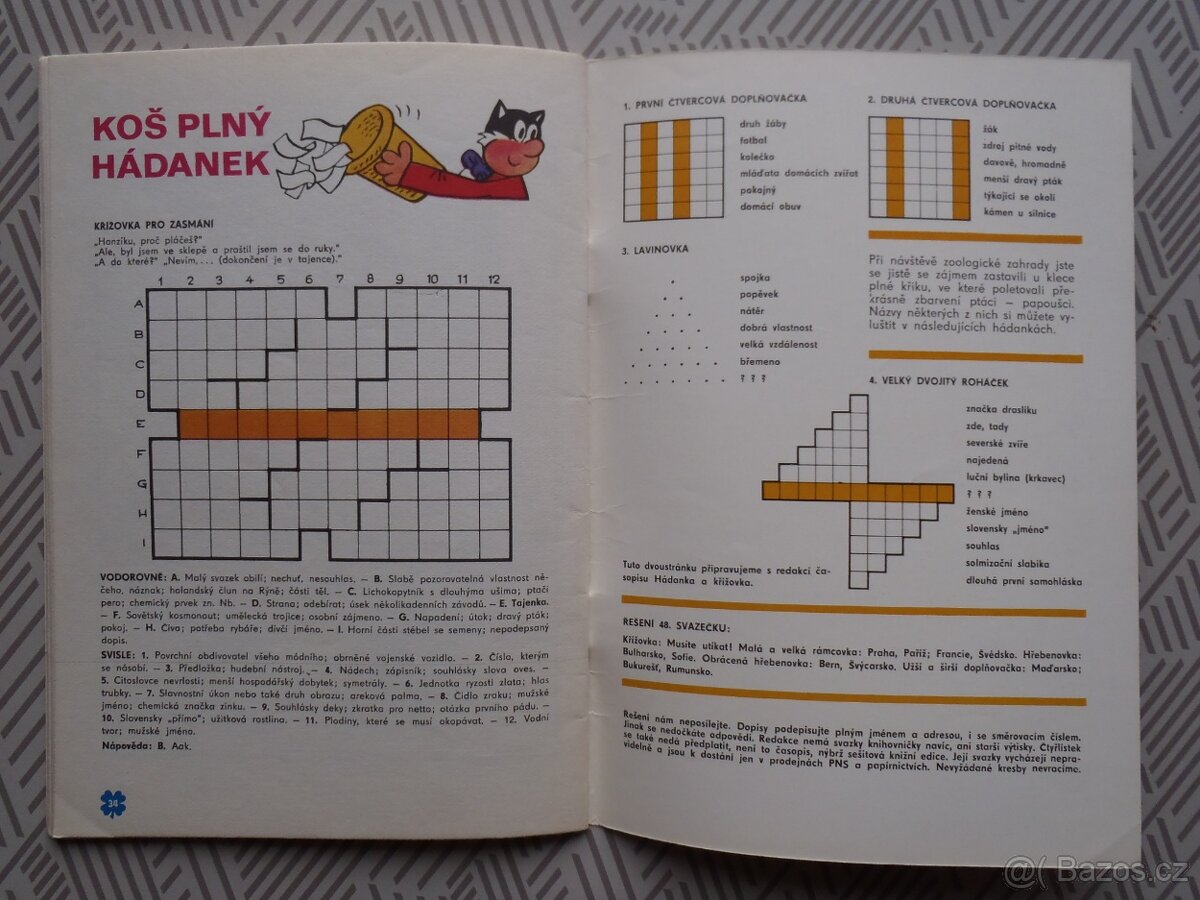 KOŠ PLNÝ
HÁDANEK
KŘÍŽOVKA PRO ZASMÁNÍ
„Honzíku, proč pláčeš?"
„Ale, byl jsem ve sklepě a praštil jsem se do ruky."
„A do které?" „Nevím, ... (dokončení je v tajence)."
1 2 3 4 5 6 7 8 9 10 11 12
A
B
C
D
E
F
G
H
I
VODOROVNĚ: A. Malý svazek obilí; nechuť, nesouhlas. — B. Slabě pozorovatelná vlastnost ně-
čeho, náznak; holandský člun na Rýně; části těl. — C. Lichokopytník s dlouhýma ušima; ptačí
pero; chemický prvek zn. Nb. — D. Strana; odebírat; úsek několikadenních závodů. — E. Tajenka.
— F. Sovětský kosmonaut; umělecká trojice; osobní zájmeno. — G. Napadení; útok; dravý pták;
pokoj. — H. Čiva; potřeba rybáře; dívčí jméno. — I. Horní části stébel se semeny; nepodepsaný
dopis.
SVISLE: 1. Povrchní obdivovatel všeho módního; obrněné vojenské vozidlo. — 2. Číslo, kterým
se násobí. — 3. Předložka; hudební nástroj. — 4. Nádech; zápisník; souhlásky slova oves. —
5. Citoslovce nevrlosti; menší hospodářský dobytek; symetrály. — 6. Jednotka ryzosti zlata; hlas
trubky. — 7. Slavnostní úkon nebo také druh obrazu; areková palma. — 8. Čidlo zraku; mužské
jméno; chemická značka zinku. — 9. Souhlásky deky; zkratka pro netto; otázka prvního pádu. —
10. Slovensky „přímo"; užitková rostlina. — 11. Plodiny, které se musí okopávat. — 12. Vodní
tvor; mužské jméno.
Nápověda: B. Aak.
34
1. PRVNÍ ČTVERCOVÁ DOPLŇOVAČKA
druh žáby
fotbal
kolečko
mláďata domácích zvířat
pokojný
domácí obuv
2. DRUHÁ ČTVERCOVÁ DOPLŇOVAČKA
žák
zdroj pitné vody
davově, hromadně
menší dravý pták
týkající se okolí
kámen u silnice
3. LAVINOVKA
spojka
popěvek
nátěr
dobrá vlastnost
velká vzdálenost
břemeno
? ? ?
Při návštěvě zoologické zahrady jste
se jistě se zájmem zastavili u klece
plné křiku, ve které poletovali pře-
krásně zbarvení ptáci — papoušci.
Názvy některých z nich si můžete vy-
luštit v následujících hádankách.
4. VELKÝ DVOJITÝ ROHÁČEK
značka draslíku
zde, tady
severské zvíře
najedená
luční bylina (krkavec)
? ? ?
ženské jméno
slovensky „jméno"
souhlas
solmizační slabika
dlouhá první samohláska
Tuto dvoustránku připravujeme s redakcí ča-
sopisu Hádanka a křížovka.
ŘEŠENÍ 48. SVAZEČKU:
Křížovka: Musíte utíkat! Malá a velká rámcovka: Praha, Paříž; Francie, Švédsko. Hřebenovka:
Bulharsko, Sofie. Obrácená hřebenovka: Bern, Švýcarsko. Užší a širší doplňovačka: Maďarsko;
Bukurešť, Rumunsko.
Řešení nám neposílejte. Dopisy podepisujte plným jménem a adresou, i se směrovacím číslem.
Jinak se nedočkáte odpovědi. Redakce nemá svazky knihovničky navíc, ani starší výtisky. Čtyřlístek
se také nedá předplatit, není to časopis, nýbrž sešitová knižní edice. Její svazky vycházejí nepra-
videlně a jsou k dostání jen v prodejnách PNS a papírnictvích. Nevyžádané kresby nevracíme.
@( Bazos.cz